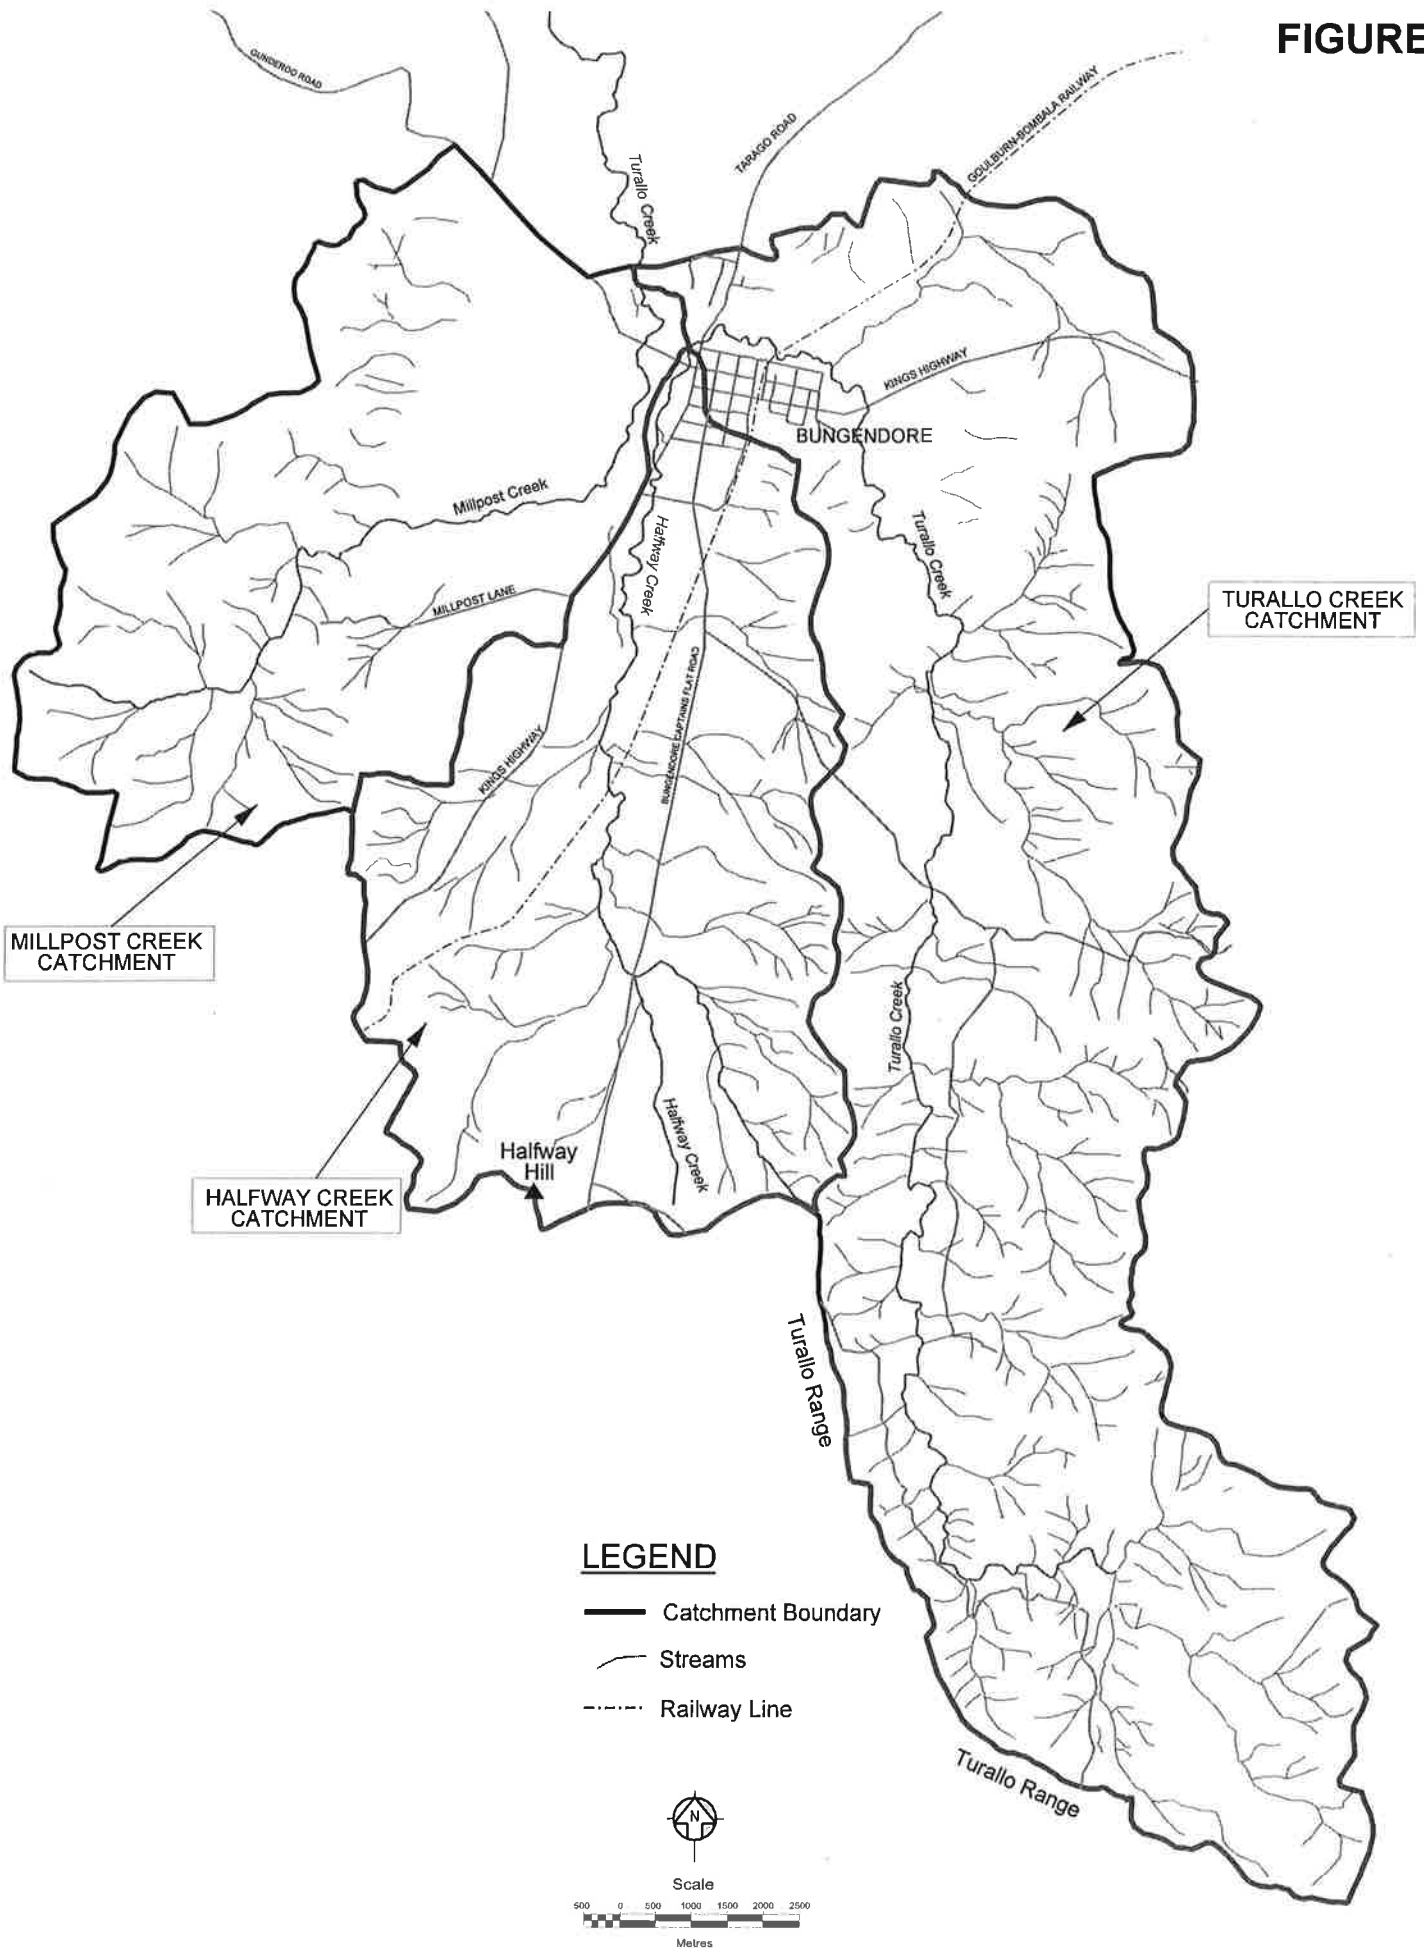 FIGURE
GUNDEROO ROAD
Turallo Creek
TARAGO ROAD
GOULBURN-BOMBALA RAILWAY
KINGS HIGHWAY
BUNGENDORE
Millpost Creek
Halfway Creek
Turallo Creek
MILLPOST LANE
TURALLO CREEK
CATCHMENT
BUNGENDORE CAPTAINS FLAT ROAD
KINGS HIGHWAY
MILLPOST CREEK
CATCHMENT
Turallo Creek
Halfway Creek
Halfway
Hill
HALFWAY CREEK
CATCHMENT
Turallo Range
LEGEND
Catchment Boundary
Streams
Railway Line
Turallo Range
N
Scale
500 0 500 1000 1500 2000 2500
Metres